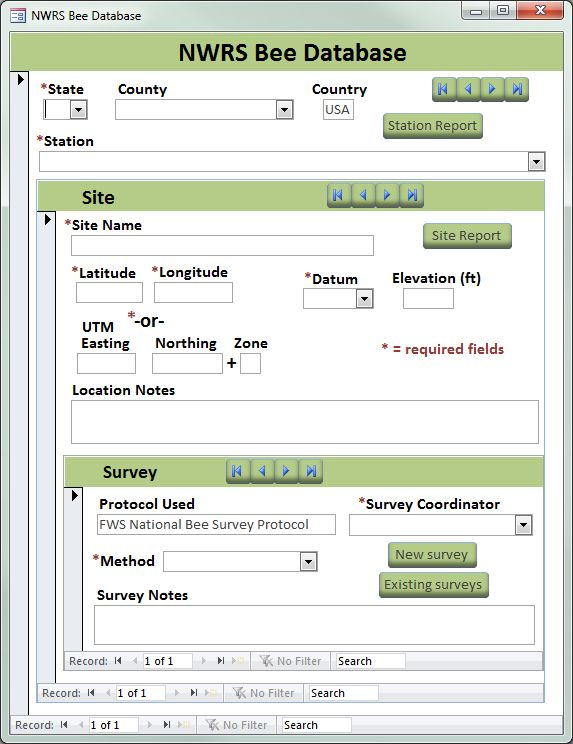 NWRS Bee Database
NWRS Bee Database
*State County Country
USA
Station Report
*Station
Site
*Site Name
Site Report
*Latitude *Longitude *Datum Elevation (ft)
*-or-
UTM
Easting Northing Zone
+
* = required fields
Location Notes
Survey
Protocol Used *Survey Coordinator
FWS National Bee Survey Protocol
*Method
New survey
Existing surveys
Survey Notes
Record: 1 of 1 No Filter Search
Record: 1 of 1 No Filter Search
Record: 1 of 1 No Filter Search